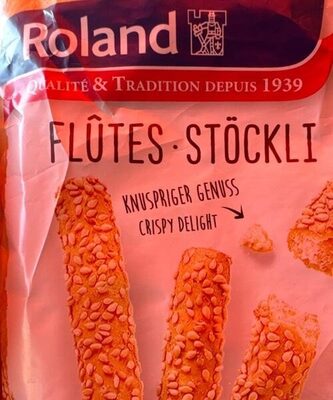 Roland
QUALITÉ & TRADITION DEPUIS 1939
FLÛTES · STÖCKLI
KNUSPRIGER GENUSS
CRISPY DELIGHT